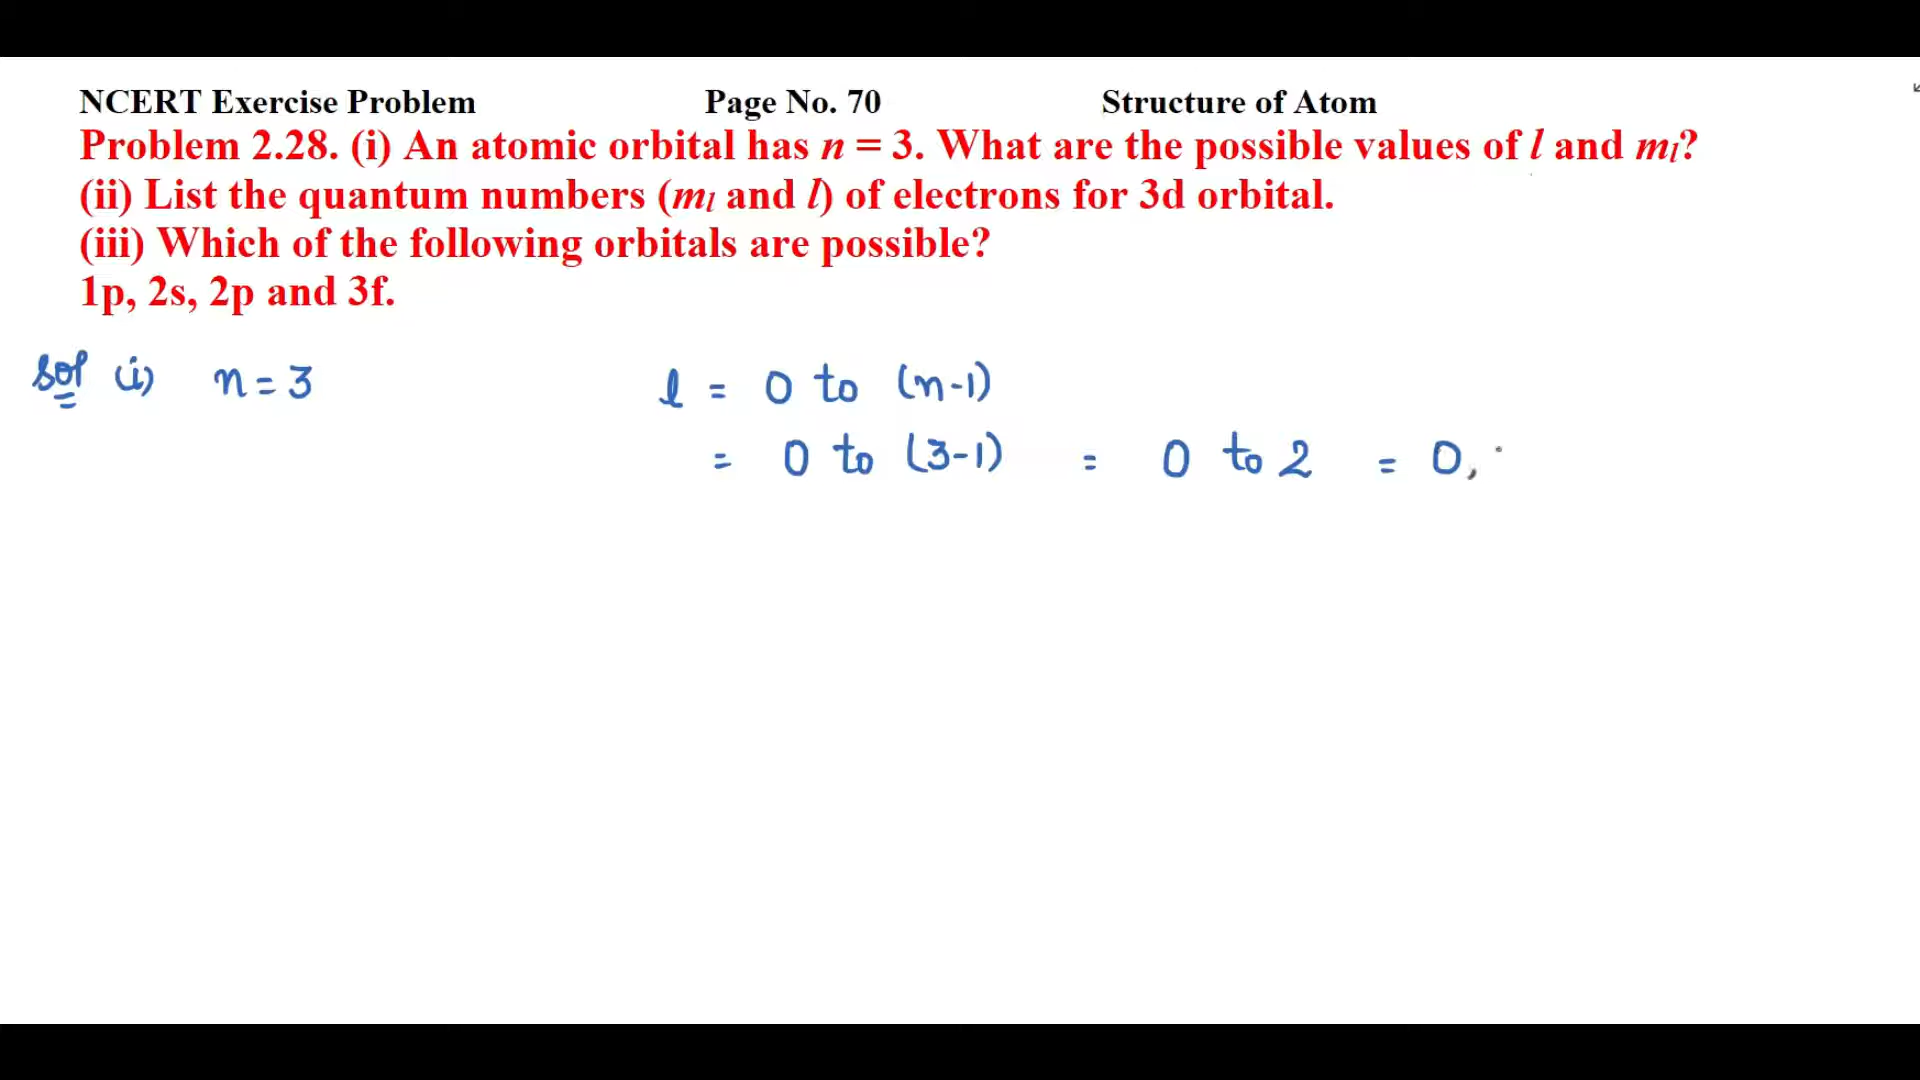 NCERT Exercise Problem Page No. 70 Structure of Atom
Problem 2.28. (i) An atomic orbital has n = 3. What are the possible values of l and ml?
(ii) List the quantum numbers (ml and l) of electrons for 3d orbital.
(iii) Which of the following orbitals are possible?
1p, 2s, 2p and 3f.
Sol (i) n = 3 l = 0 to (n-1)
= 0 to (3-1) = 0 to 2 = 0,